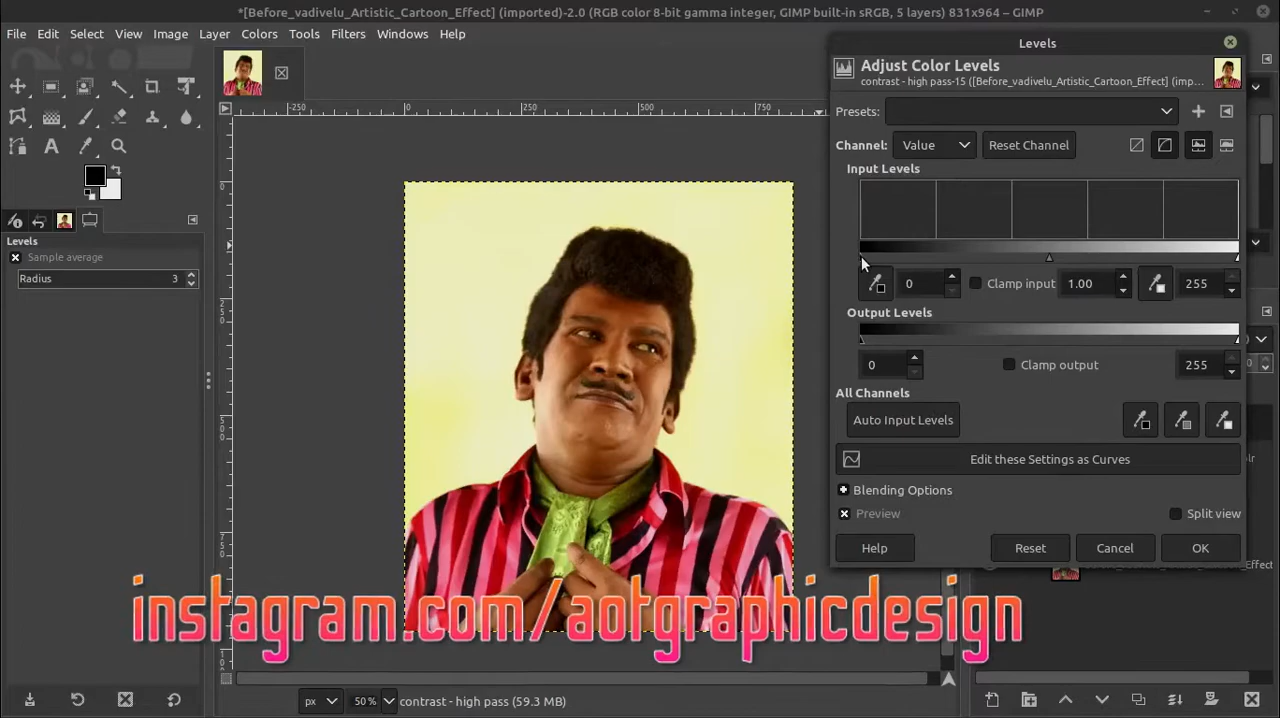 *[Before_vadivelu_Artistic_Cartoon_Effect] (imported)-2.0 (RGB color 8-bit gamma integer, GIMP built-in sRGB, 5 layers) 831x964 – GIMP
File Edit Select View Image Layer Colors Tools Filters Windows Help
Levels
Adjust Color Levels
contrast - high pass-15 ([Before_vadivelu_Artistic_Cartoon_Effect] (imp...
Presets:
Channel: Value Reset Channel
Input Levels
0 Clamp input 1.00 255
Output Levels
0 Clamp output 255
All Channels
Auto Input Levels
Edit these Settings as Curves
Blending Options
Preview Split view
Help Reset Cancel OK
-250 0 250 500 750
0
250
500
750
Levels
Sample average
Radius 3
instagram.com/aotgraphicdesign
px 50% contrast - high pass (59.3 MB)